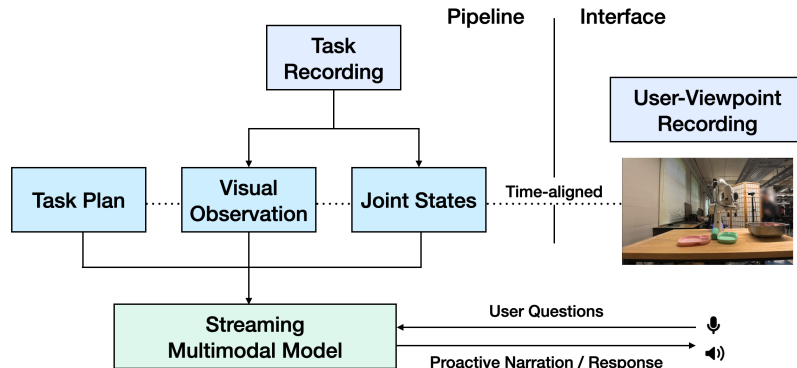 Pipeline
Interface
Task
Recording
User-Viewpoint
Recording
Task Plan
Visual
Observation
Joint States
Time-aligned
Streaming
Multimodal Model
User Questions
Proactive Narration / Response